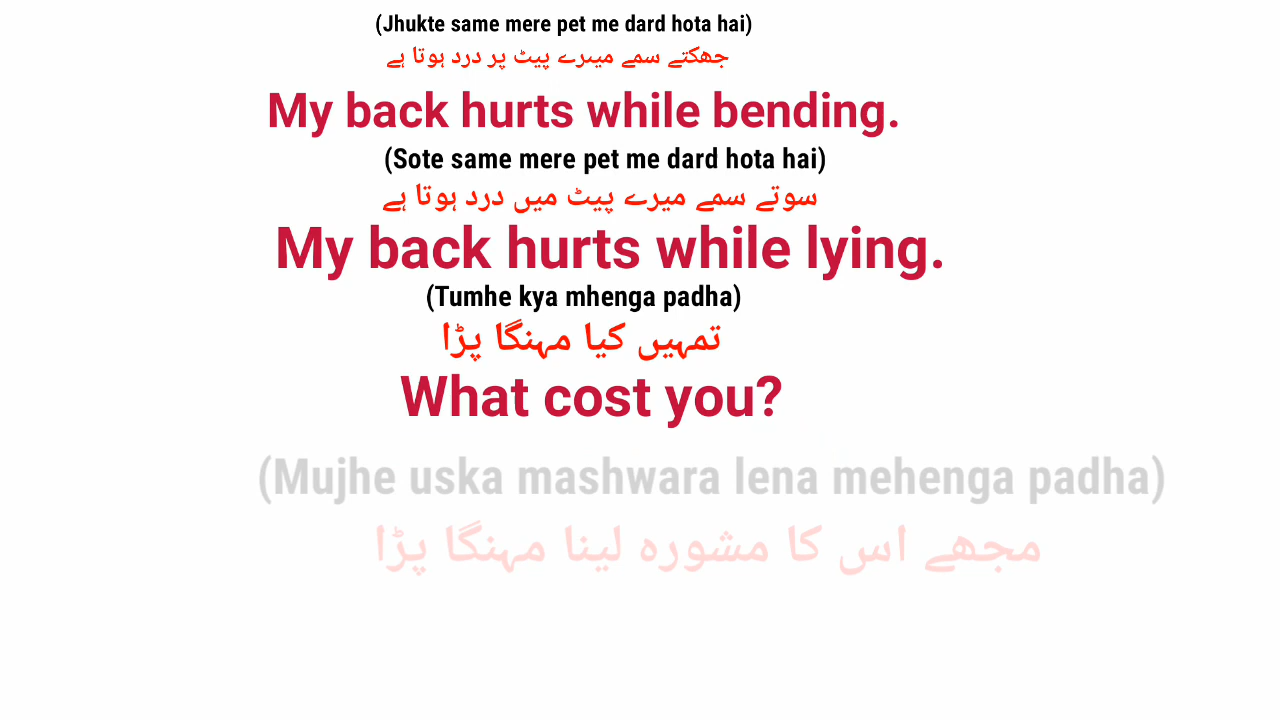 (Jhukte same mere pet me dard hota hai)
جھکتے سمے میںرے پیٹ پر درد ہوتا ہے
My back hurts while bending.
(Sote same mere pet me dard hota hai)
سوتے سمے میرے پیٹ میں درد ہوتا ہے
My back hurts while lying.
(Tumhe kya mhenga padha)
تمہیں کیا مہنگا پڑا
What cost you?
(Mujhe uska mashwara lena mehenga padha)
مجھے اس کا مشورہ لینا مہنگا پڑا